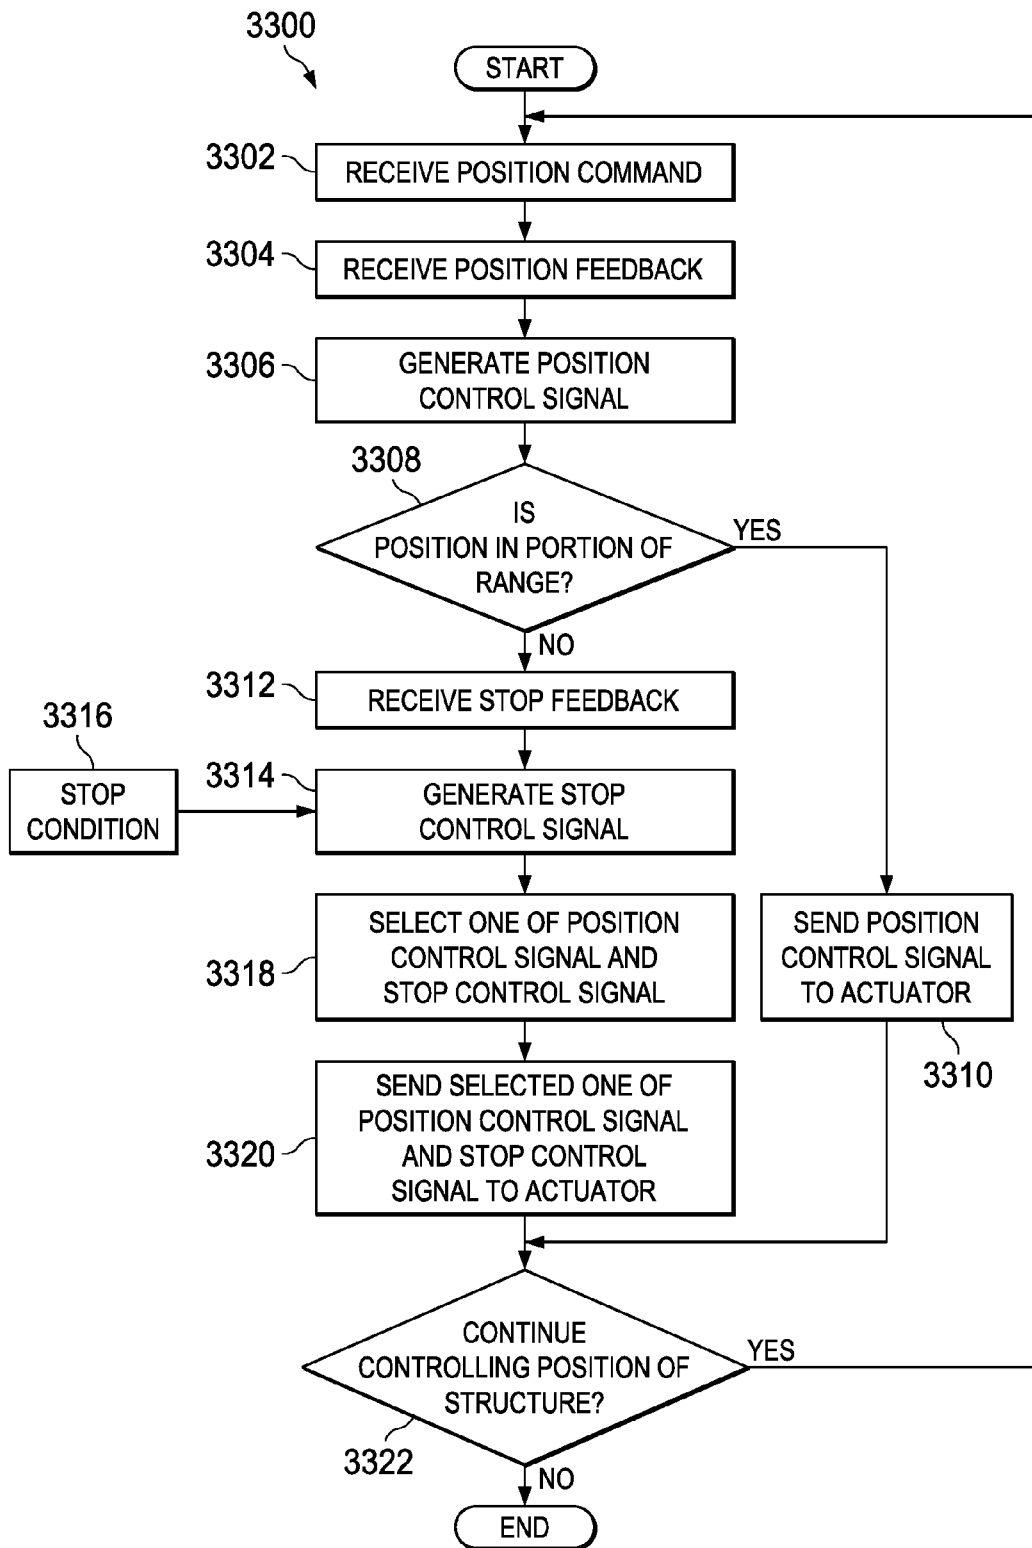 3300
START
3302
RECEIVE POSITION COMMAND
3304
RECEIVE POSITION FEEDBACK
3306
GENERATE POSITION
CONTROL SIGNAL
3308
IS
POSITION IN PORTION OF
RANGE?
YES
NO
3312
RECEIVE STOP FEEDBACK
3316
STOP
CONDITION
3314
GENERATE STOP
CONTROL SIGNAL
3318
SELECT ONE OF POSITION
CONTROL SIGNAL AND
STOP CONTROL SIGNAL
SEND POSITION
CONTROL SIGNAL
TO ACTUATOR
3310
3320
SEND SELECTED ONE OF
POSITION CONTROL SIGNAL
AND STOP CONTROL
SIGNAL TO ACTUATOR
CONTINUE
CONTROLLING POSITION OF
STRUCTURE?
YES
3322
NO
END